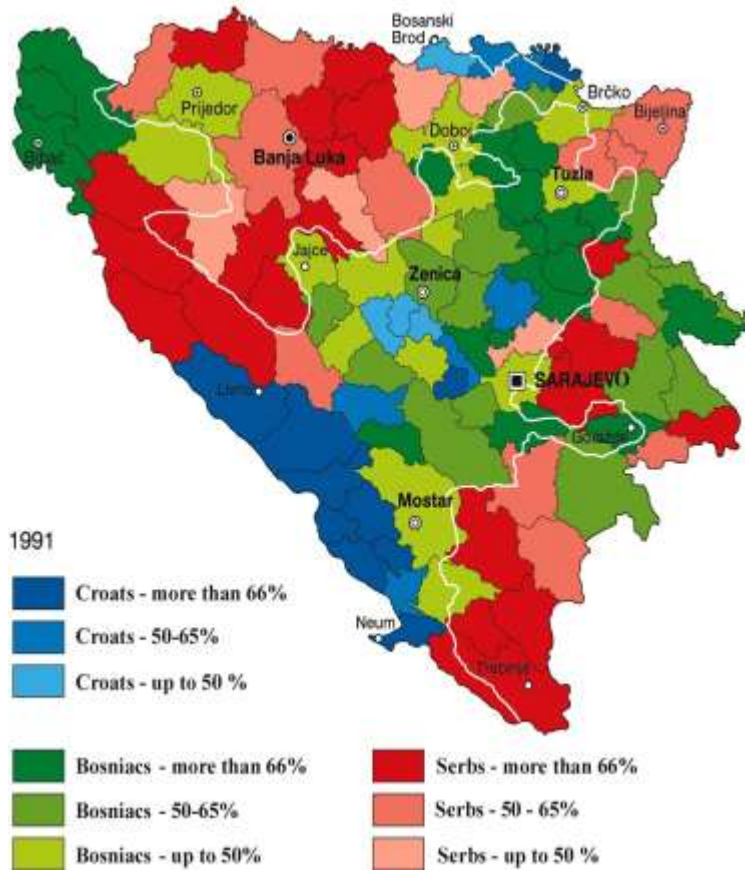 Bosanski
Brod
Brčko
Prijedor
Bijeljina
Doboj
Banja Luka
Bihać
Tuzla
Jajce
Zenica
SARAJEVO
Livno
Goražde
Mostar
1991
Croats - more than 66%
Croats - 50-65%
Neum
Trebinje
Croats - up to 50 %
Bosniacs - more than 66%
Serbs - more than 66%
Bosniacs - 50-65%
Serbs - 50 - 65%
Bosniacs - up to 50%
Serbs - up to 50 %